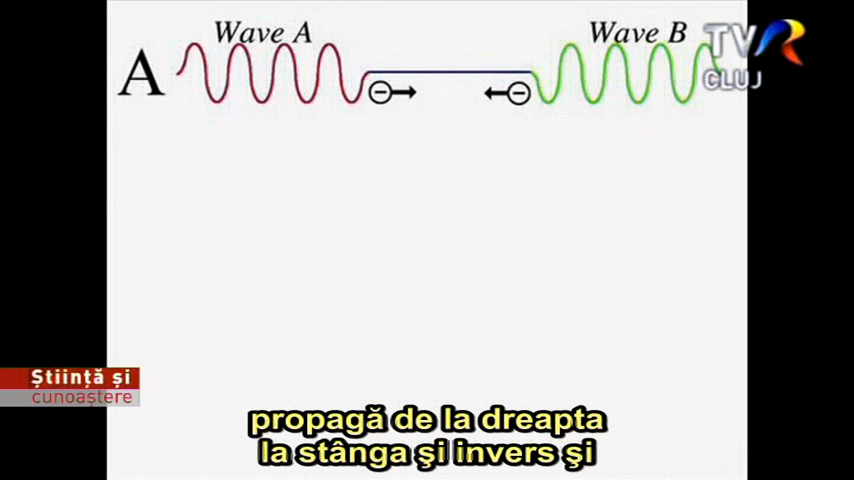 Wave A
Wave B
TVR
CLUJ
A
Știință și
cunoaștere
propagă de la dreapta
la stânga şi invers şi